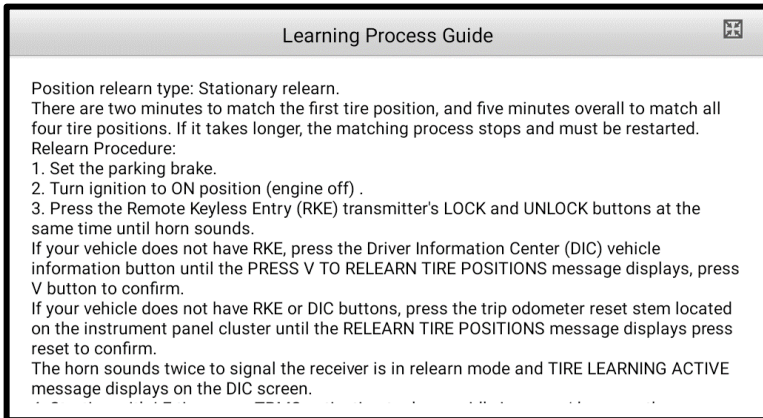 Learning Process Guide
Position relearn type: Stationary relearn.
There are two minutes to match the first tire position, and five minutes overall to match all
four tire positions. If it takes longer, the matching process stops and must be restarted.
Relearn Procedure:
1. Set the parking brake.
2. Turn ignition to ON position (engine off) .
3. Press the Remote Keyless Entry (RKE) transmitter's LOCK and UNLOCK buttons at the
same time until horn sounds.
If your vehicle does not have RKE, press the Driver Information Center (DIC) vehicle
information button until the PRESS V TO RELEARN TIRE POSITIONS message displays, press
V button to confirm.
If your vehicle does not have RKE or DIC buttons, press the trip odometer reset stem located
on the instrument panel cluster until the RELEARN TIRE POSITIONS message displays press
reset to confirm.
The horn sounds twice to signal the receiver is in relearn mode and TIRE LEARNING ACTIVE
message displays on the DIC screen.